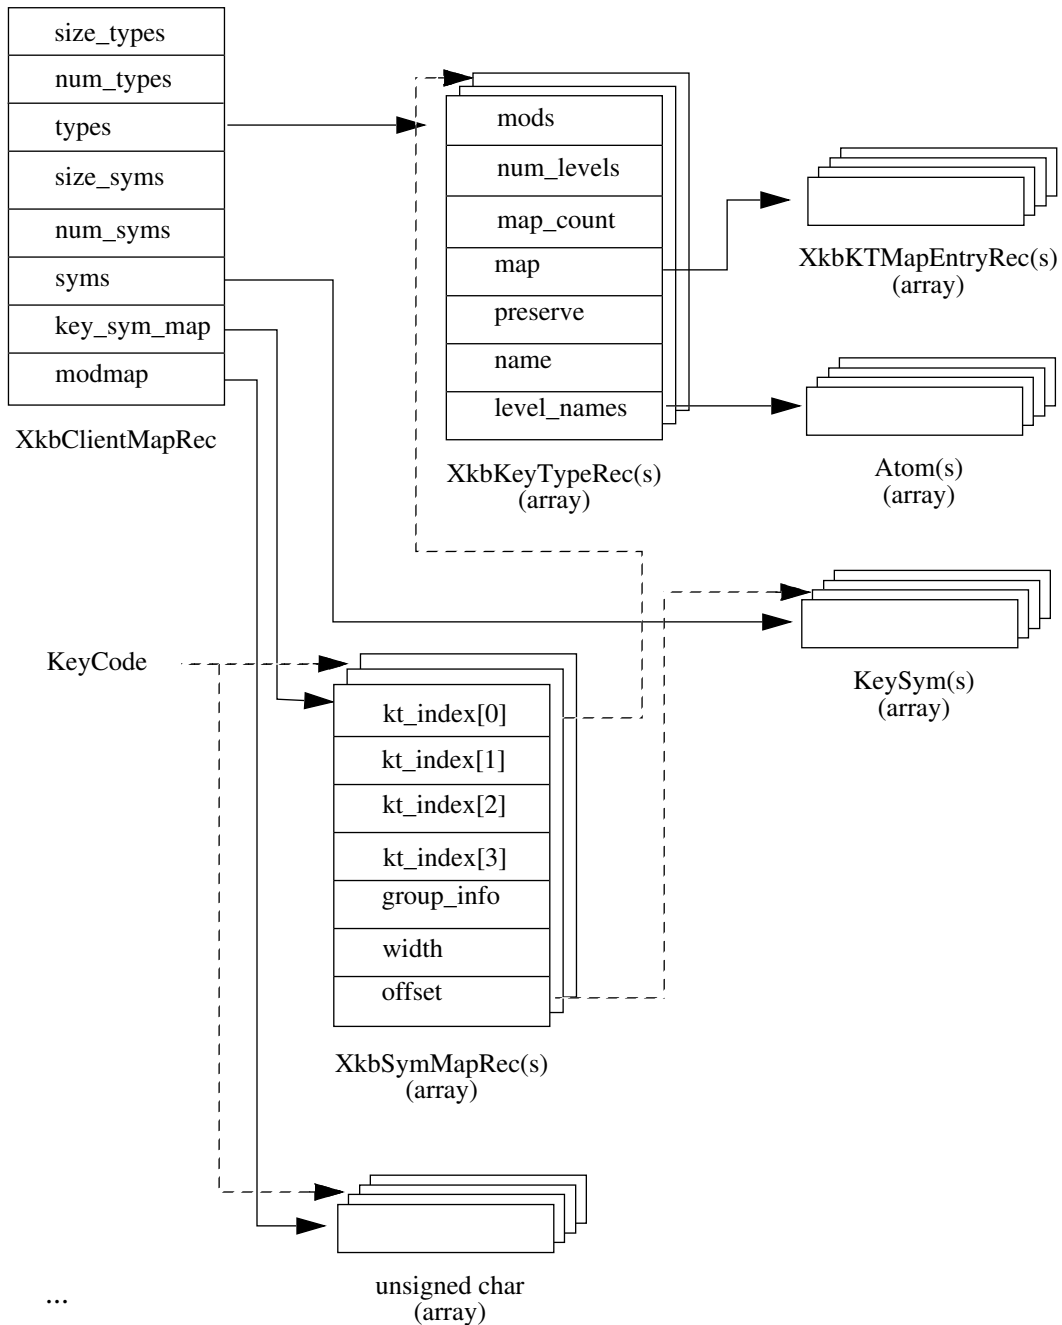 size_types
num_types
types
size_syms
num_syms
syms
key_sym_map
modmap
XkbClientMapRec
mods
num_levels
map_count
map
preserve
name
level_names
XkbKeyTypeRec(s)
(array)
XkbKTMapEntryRec(s)
(array)
Atom(s)
(array)
KeySym(s)
(array)
KeyCode
kt_index[0]
kt_index[1]
kt_index[2]
kt_index[3]
group_info
width
offset
XkbSymMapRec(s)
(array)
unsigned char
(array)
...